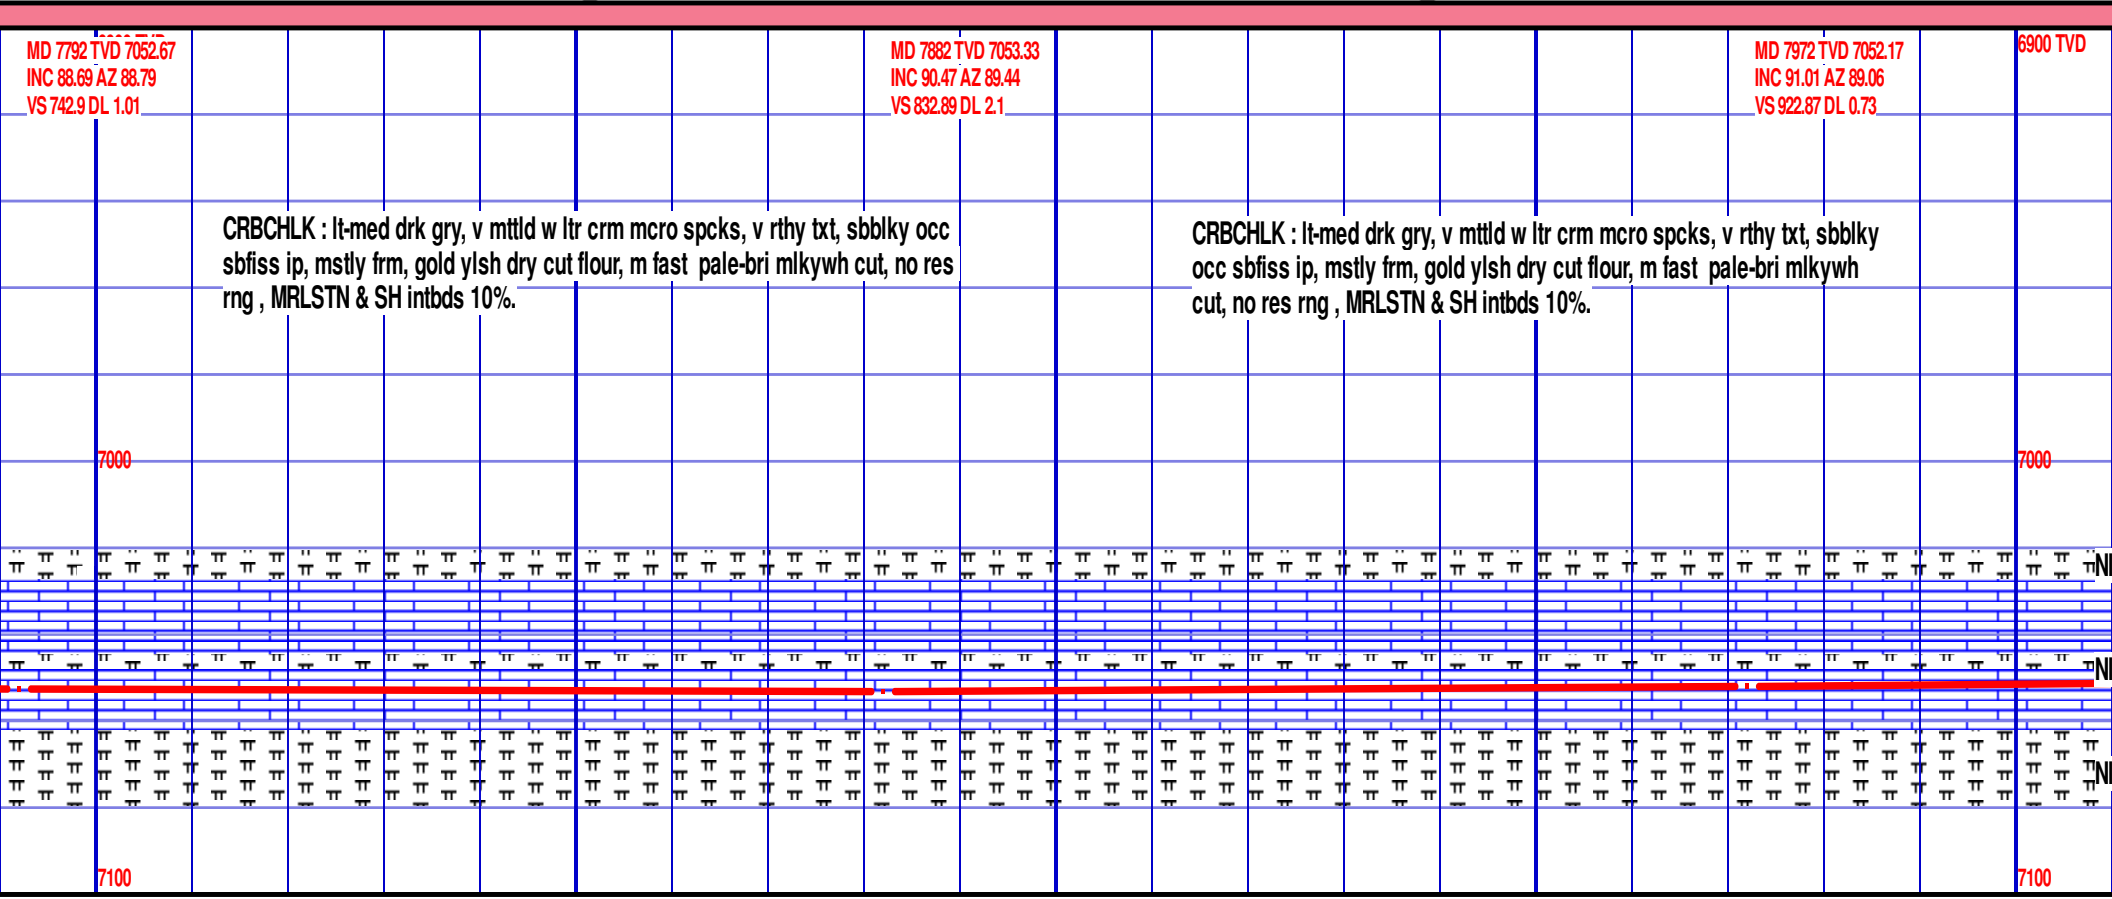 MD 7792 TVD 7052.67
INC 88.69 AZ 88.79
VS 742.9 DL 1.01
MD 7882 TVD 7053.33
INC 90.47 AZ 89.44
VS 832.89 DL 2.1
MD 7972 TVD 7052.17
INC 91.01 AZ 89.06
VS 922.87 DL 0.73
6900 TVD
CRBCHLK : lt-med drk gry, v mttld w ltr crm mcro spcks, v rthy txt, sbblky occ
sbfiss ip, mstly frm, gold ylsh dry cut flour, m fast pale-bri mlkywh cut, no res
rng , MRLSTN & SH intbds 10%.
CRBCHLK : lt-med drk gry, v mttld w ltr crm mcro spcks, v rthy txt, sbblky
occ sbfiss ip, mstly frm, gold ylsh dry cut flour, m fast pale-bri mlkywh
cut, no res rng , MRLSTN & SH intbds 10%.
7000
7000
7100
7100